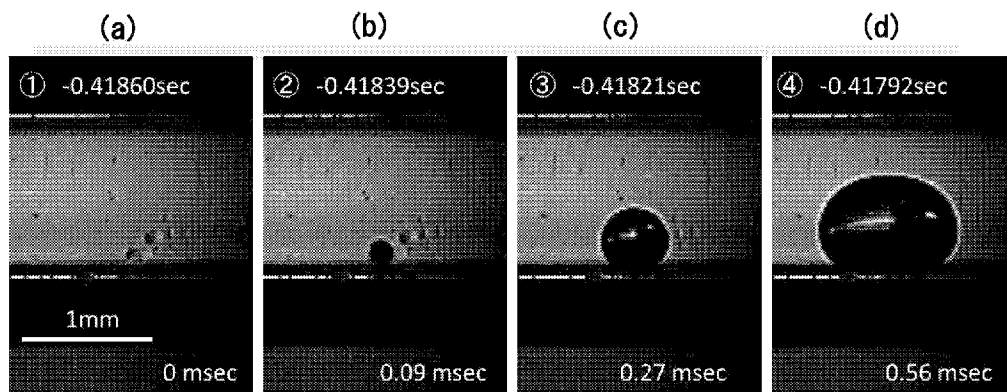 (a) (b) (c) (d)
① -0.41860sec ② -0.41839sec ③ -0.41821sec ④ -0.41792sec
1mm
0 msec 0.09 msec 0.27 msec 0.56 msec